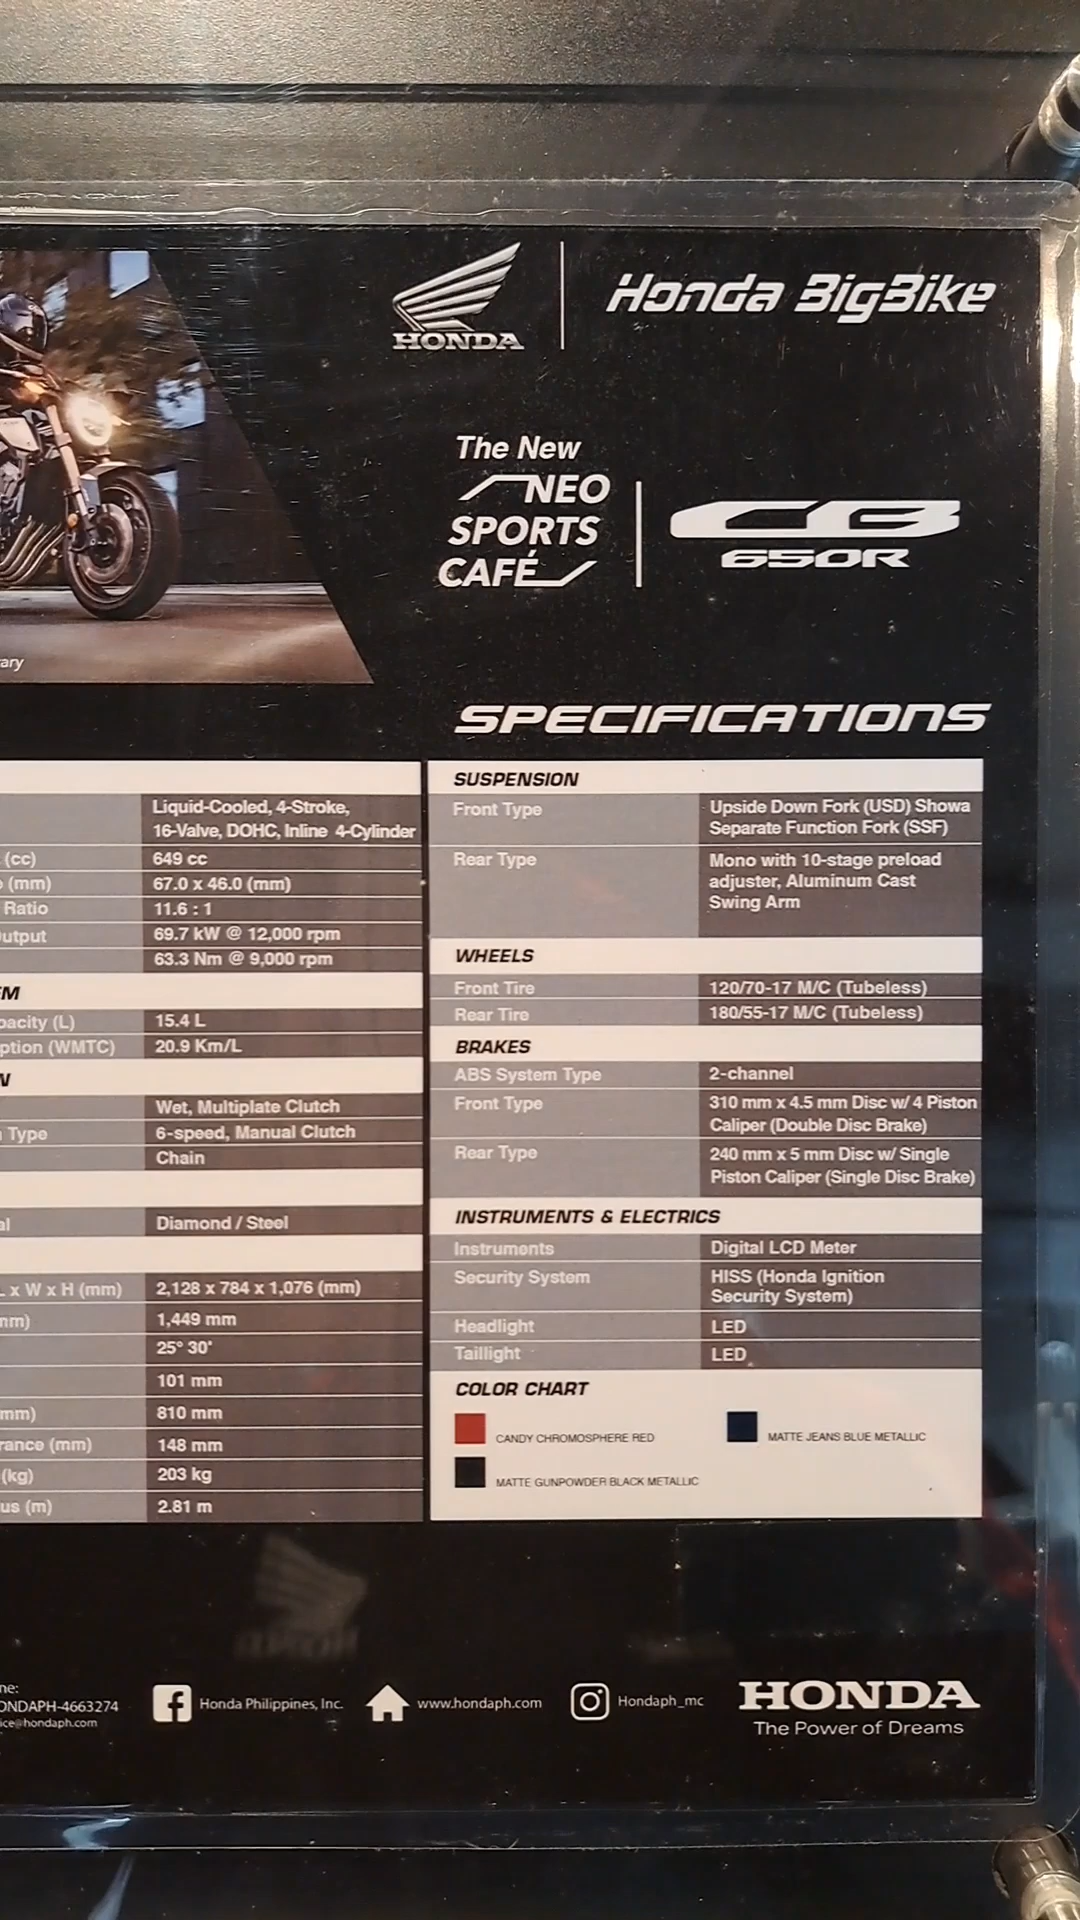 HONDA
Honda BigBike
The New
NEO
SPORTS
CAFÉ
CB
650R
rary
SPECIFICATIONS
Liquid-Cooled, 4-Stroke,
16-Valve, DOHC, Inline 4-Cylinder
(cc) 649 cc
(mm) 67.0 x 46.0 (mm)
Ratio 11.6 : 1
utput 69.7 kW @ 12,000 rpm
63.3 Nm @ 9,000 rpm
EM
pacity (L) 15.4 L
ption (WMTC) 20.9 Km/L
N
Wet, Multiplate Clutch
Type 6-speed, Manual Clutch
Chain
al Diamond / Steel
L x W x H (mm) 2,128 x 784 x 1,076 (mm)
mm) 1,449 mm
25° 30'
101 mm
mm) 810 mm
rance (mm) 148 mm
(kg) 203 kg
us (m) 2.81 m
SUSPENSION
Front Type Upside Down Fork (USD) Showa
Separate Function Fork (SSF)
Rear Type Mono with 10-stage preload
adjuster, Aluminum Cast
Swing Arm
WHEELS
Front Tire 120/70-17 M/C (Tubeless)
Rear Tire 180/55-17 M/C (Tubeless)
BRAKES
ABS System Type 2-channel
Front Type 310 mm x 4.5 mm Disc w/ 4 Piston
Caliper (Double Disc Brake)
Rear Type 240 mm x 5 mm Disc w/ Single
Piston Caliper (Single Disc Brake)
INSTRUMENTS & ELECTRICS
Instruments Digital LCD Meter
Security System HISS (Honda Ignition
Security System)
Headlight LED
Taillight LED
COLOR CHART
CANDY CHROMOSPHERE RED
MATTE JEANS BLUE METALLIC
MATTE GUNPOWDER BLACK METALLIC
ne:
ONDAPH-4663274
ice@hondaph.com
Honda Philippines, Inc.
www.hondaph.com
Hondaph_mc
HONDA
The Power of Dreams